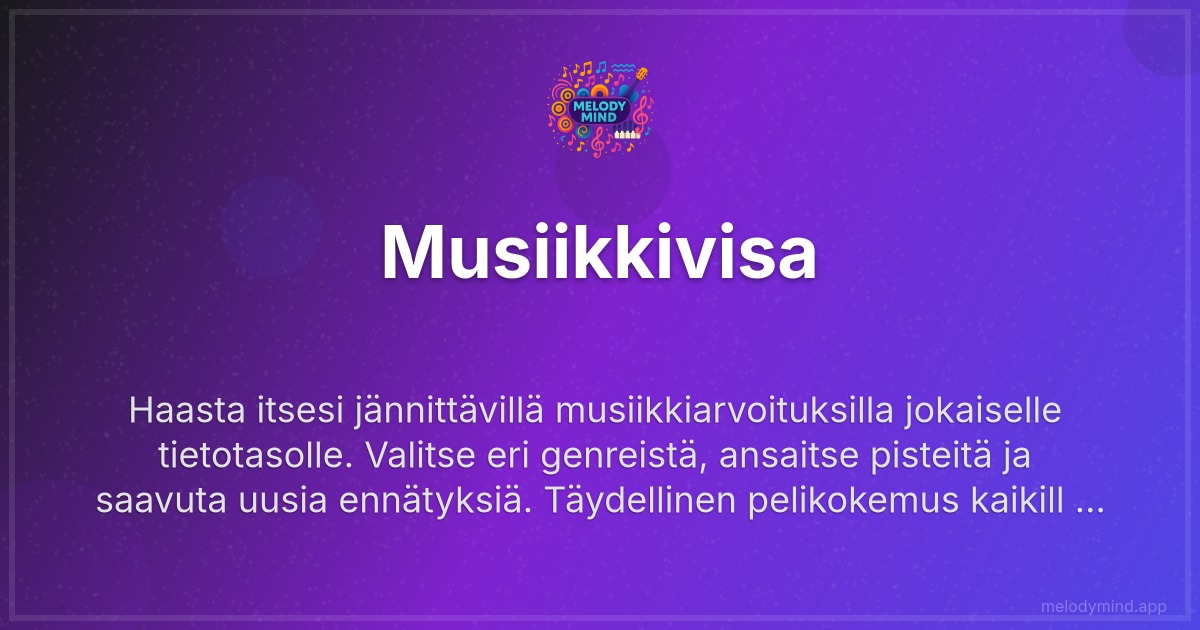 MELODY
MIND
Musiikkivisa
Haasta itsesi jännittävillä musiikkiarvoituksilla jokaiselle
tietotasolle. Valitse eri genreistä, ansaitse pisteitä ja
saavuta uusia ennätyksiä. Täydellinen pelikokemus kaikill ...
melodymind.app